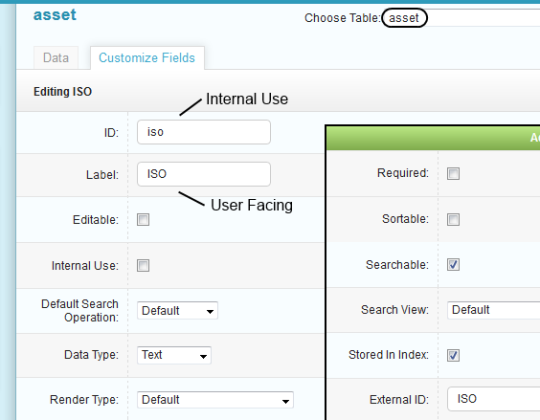 asset
Choose Table: asset
Data
Customize Fields
Editing ISO
Internal Use
ID: iso
Label: ISO
User Facing
Editable:
Internal Use:
Default Search
Operation: Default
Data Type: Text
Render Type: Default
Required:
Sortable:
Searchable:
Search View: Default
Stored In Index:
External ID: ISO